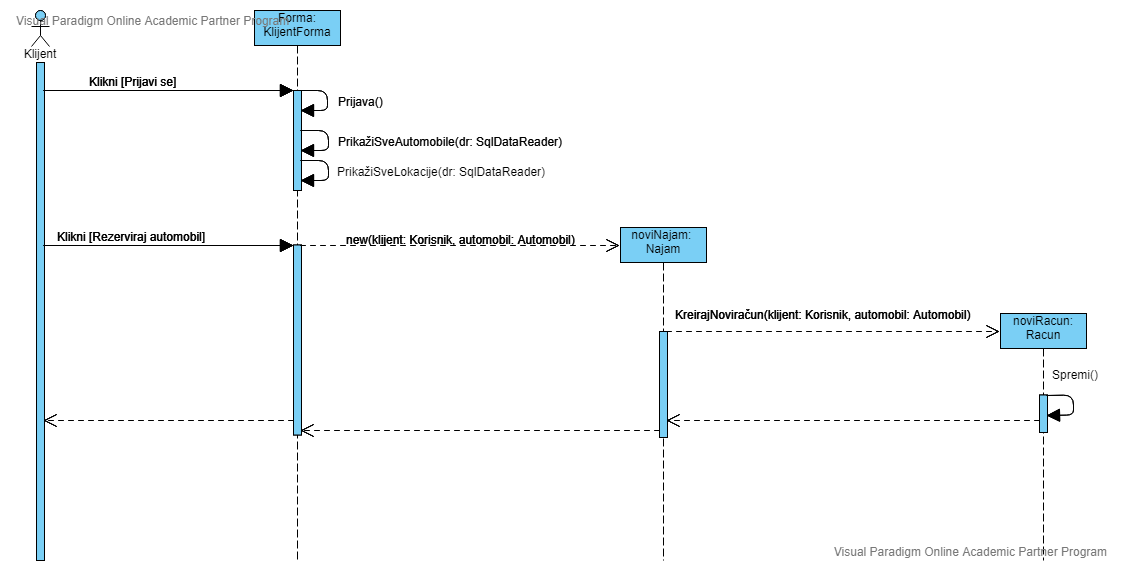 Visual Paradigm Online Academic Partner Program
Forma:
KlijentForma
Klijent
Klikni [Prijavi se]
Prijava()
PrikažiSveAutomobile(dr: SqlDataReader)
PrikažiSveLokacije(dr: SqlDataReader)
Klikni [Rezerviraj automobil]
new(klijent: Korisnik, automobil: Automobil)
noviNajam:
Najam
KreirajNoviračun(klijent: Korisnik, automobil: Automobil)
noviRacun:
Racun
Spremi()
Visual Paradigm Online Academic Partner Program